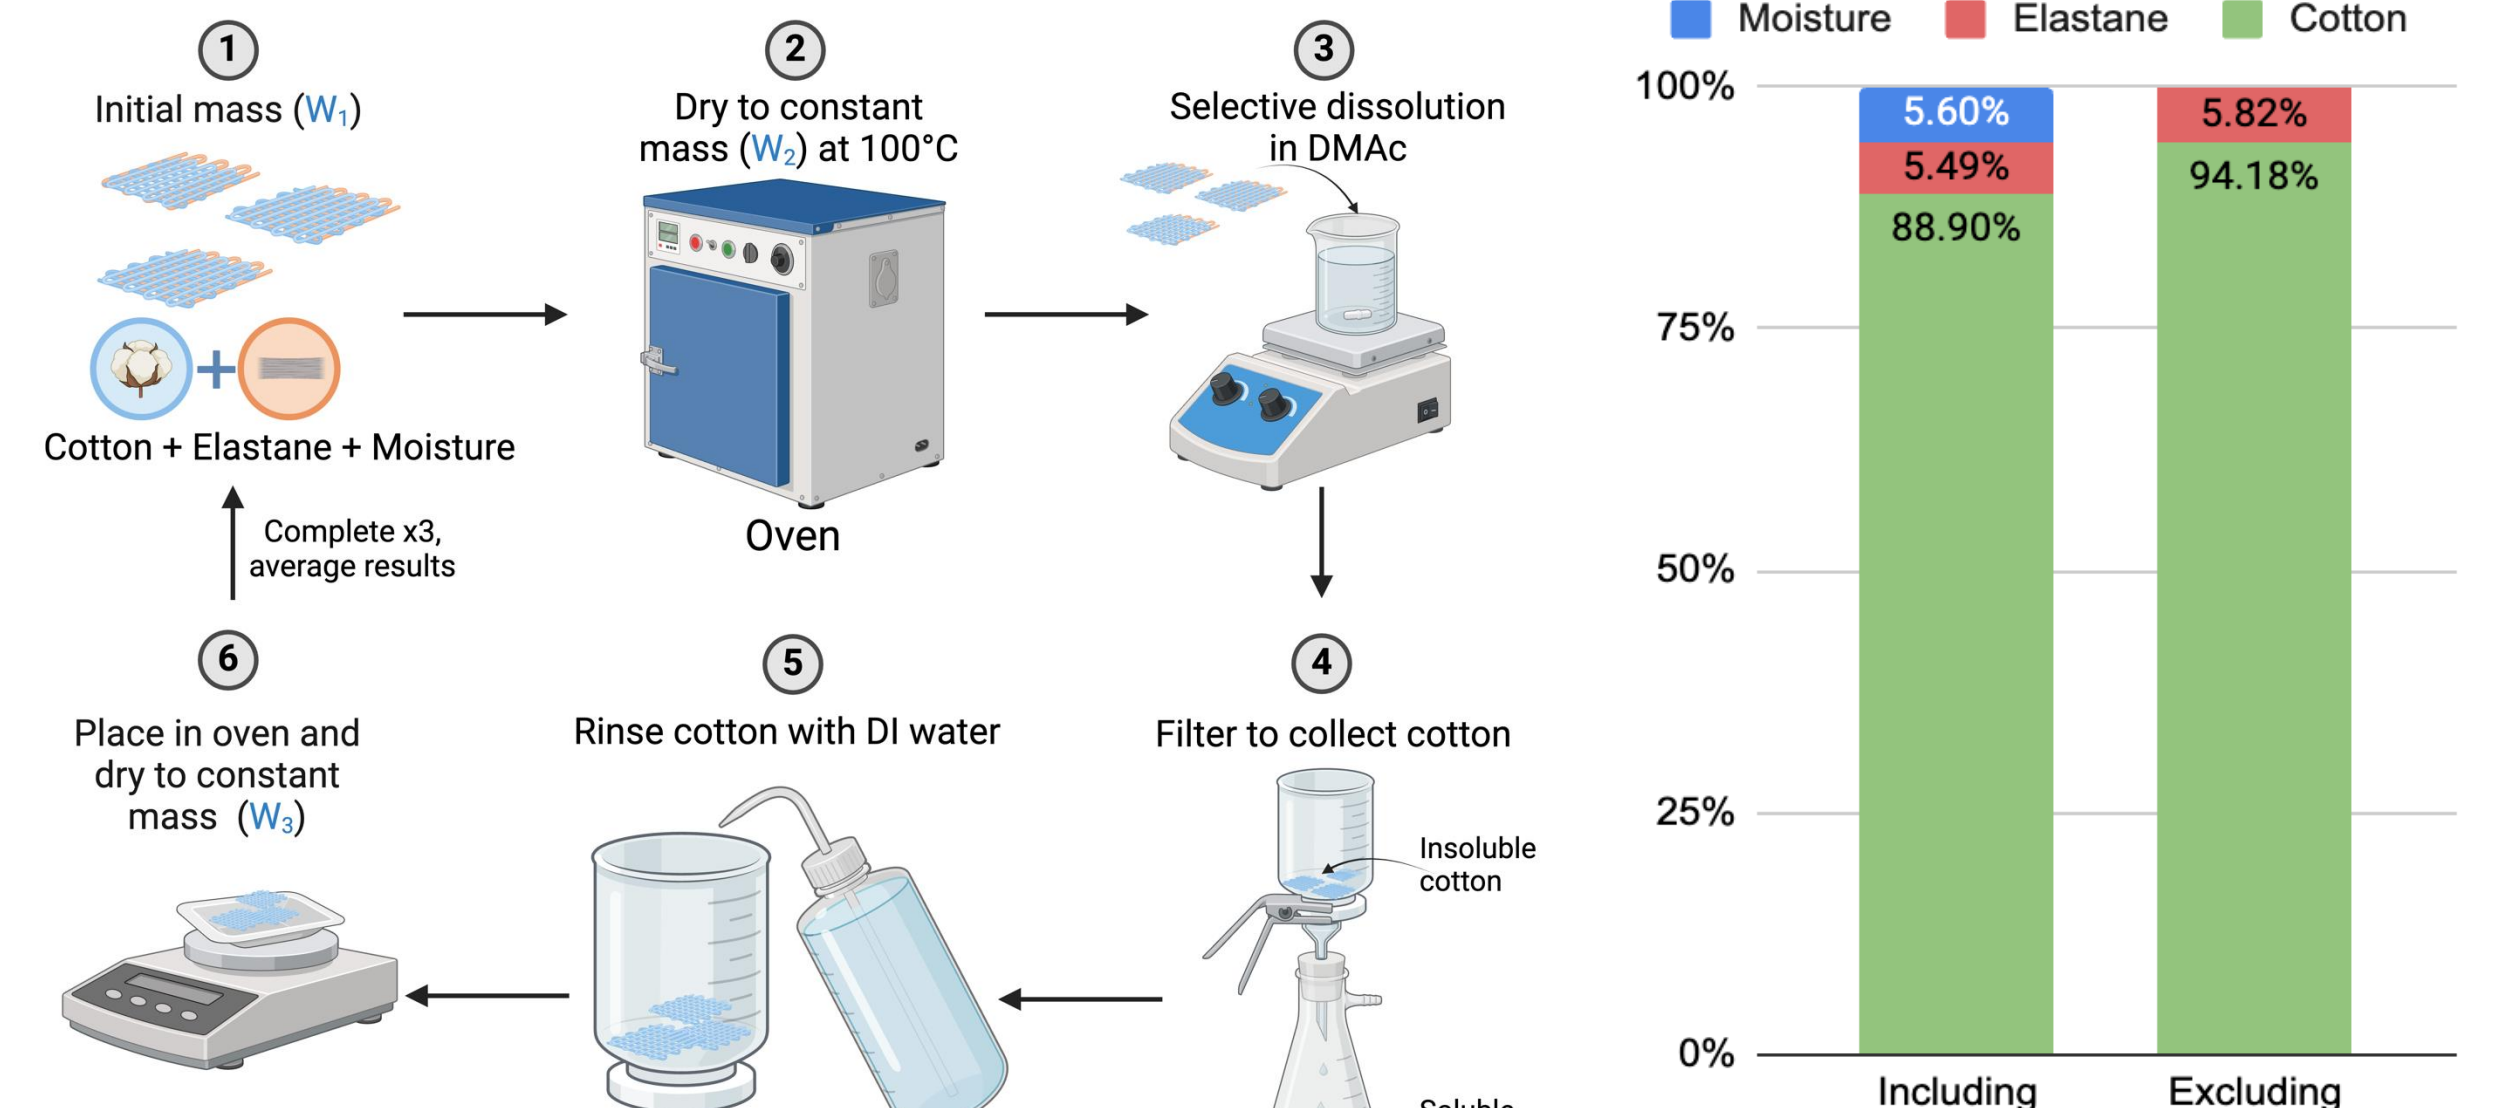 1
Initial mass (W₁)
Cotton + Elastane + Moisture
2
Dry to constant
mass (W₂) at 100°C
Oven
3
Selective dissolution
in DMAc
4
Filter to collect cotton
Insoluble
cotton
5
Rinse cotton with DI water
6
Place in oven and
dry to constant
mass (W₃)
Complete x3,
average results
Moisture Elastane Cotton
100%
75%
50%
25%
0%
5.60%
5.49%
88.90%
5.82%
94.18%
Including
Excluding